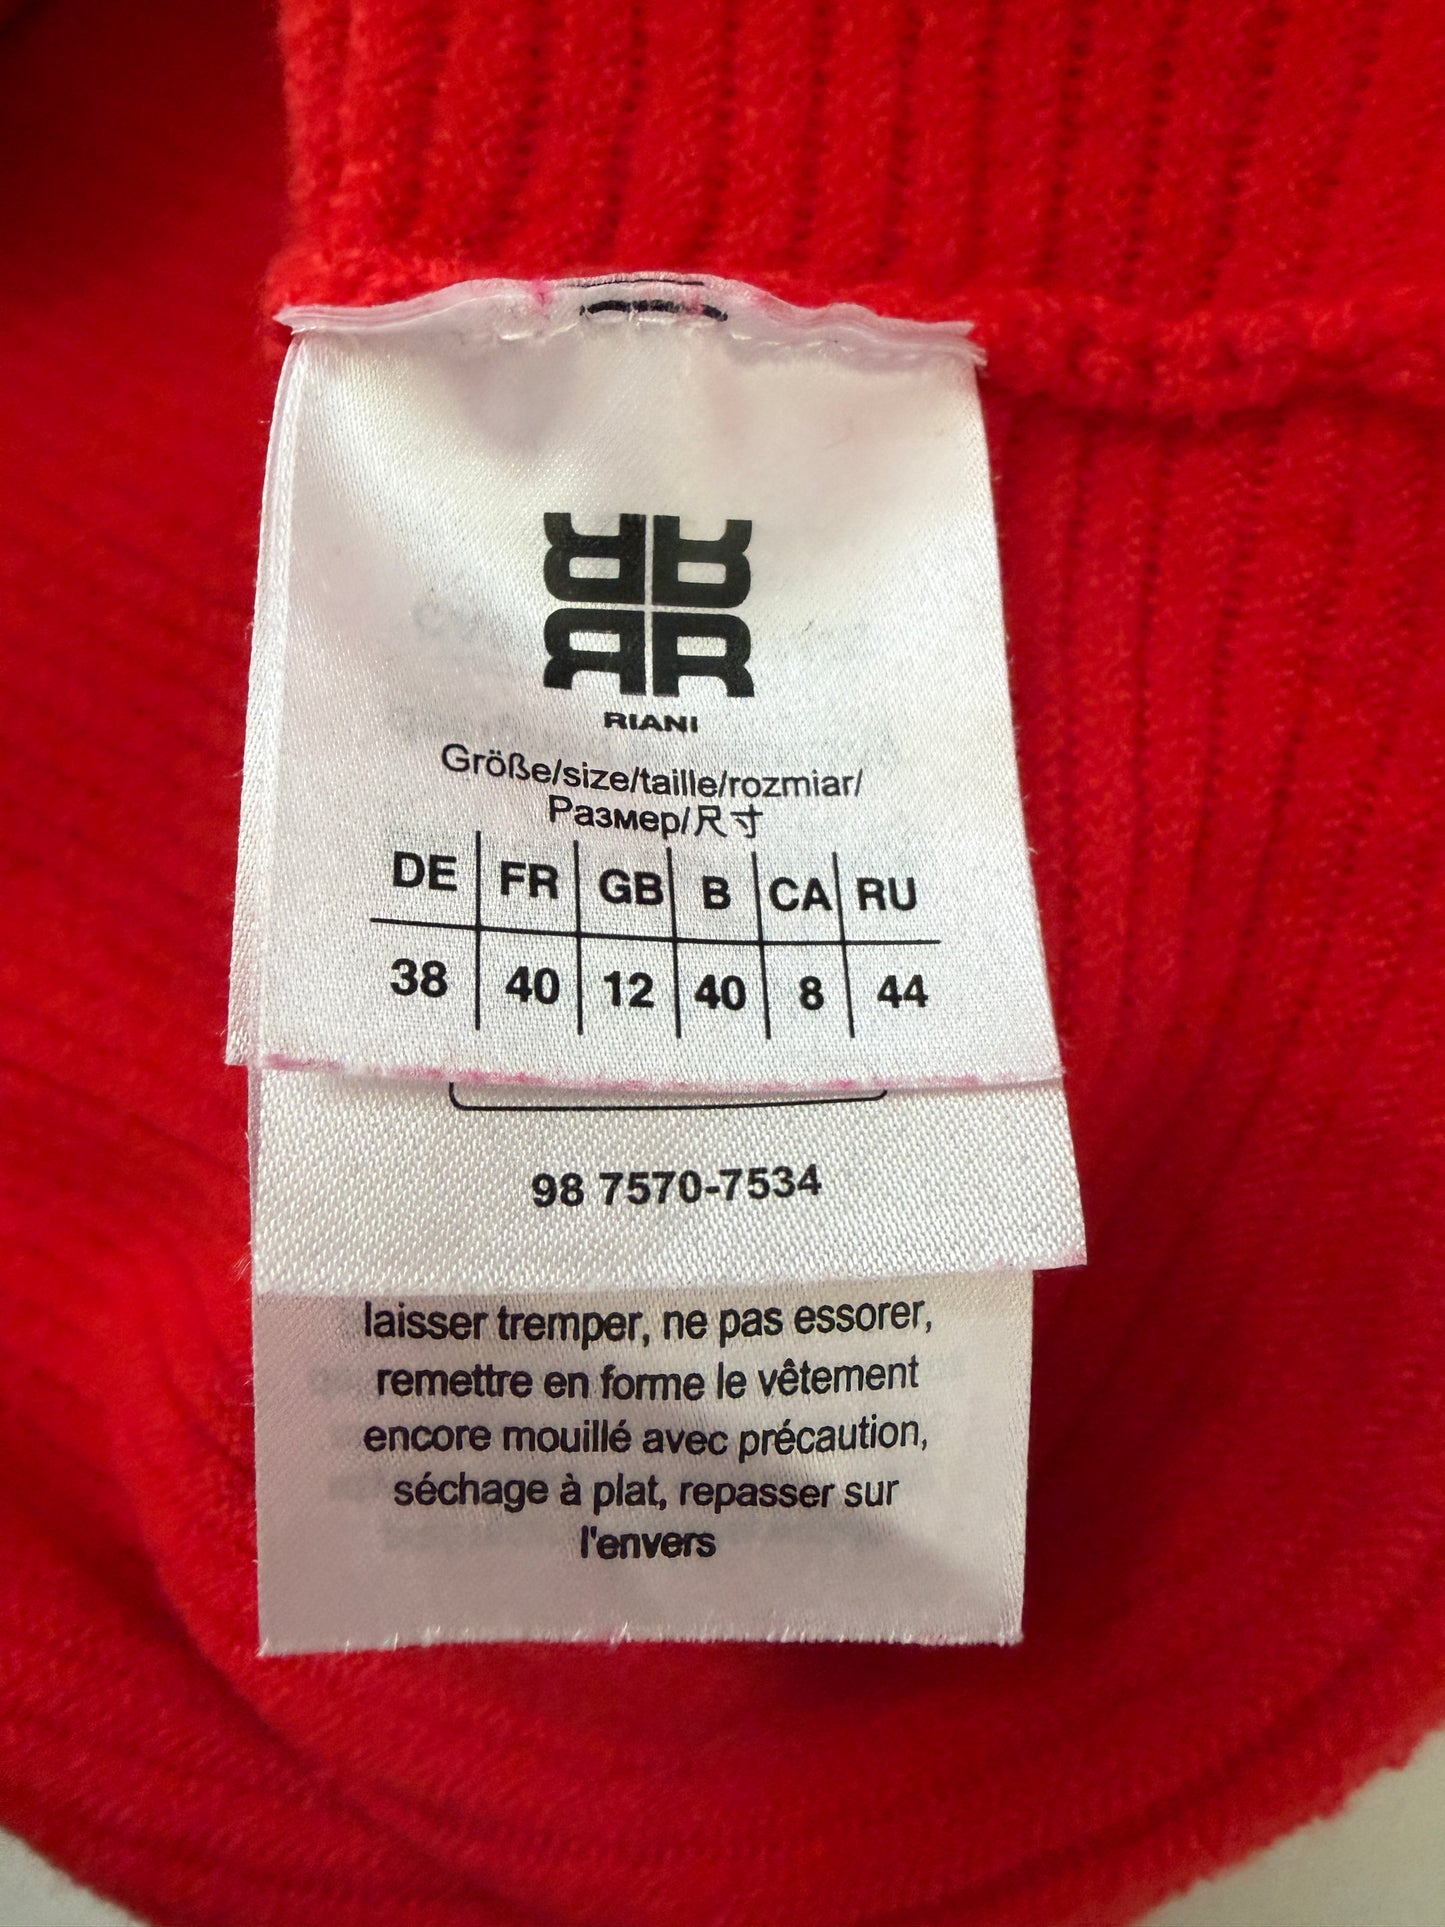 RIANI
Größe/size/taille/rozmiar/
Размер/尺寸
DE FR GB B CA RU
38 40 12 40 8 44
98 7570-7534
laisser tremper, ne pas essorer,
remettre en forme le vêtement
encore mouillé avec précaution,
séchage à plat, repasser sur
l'envers